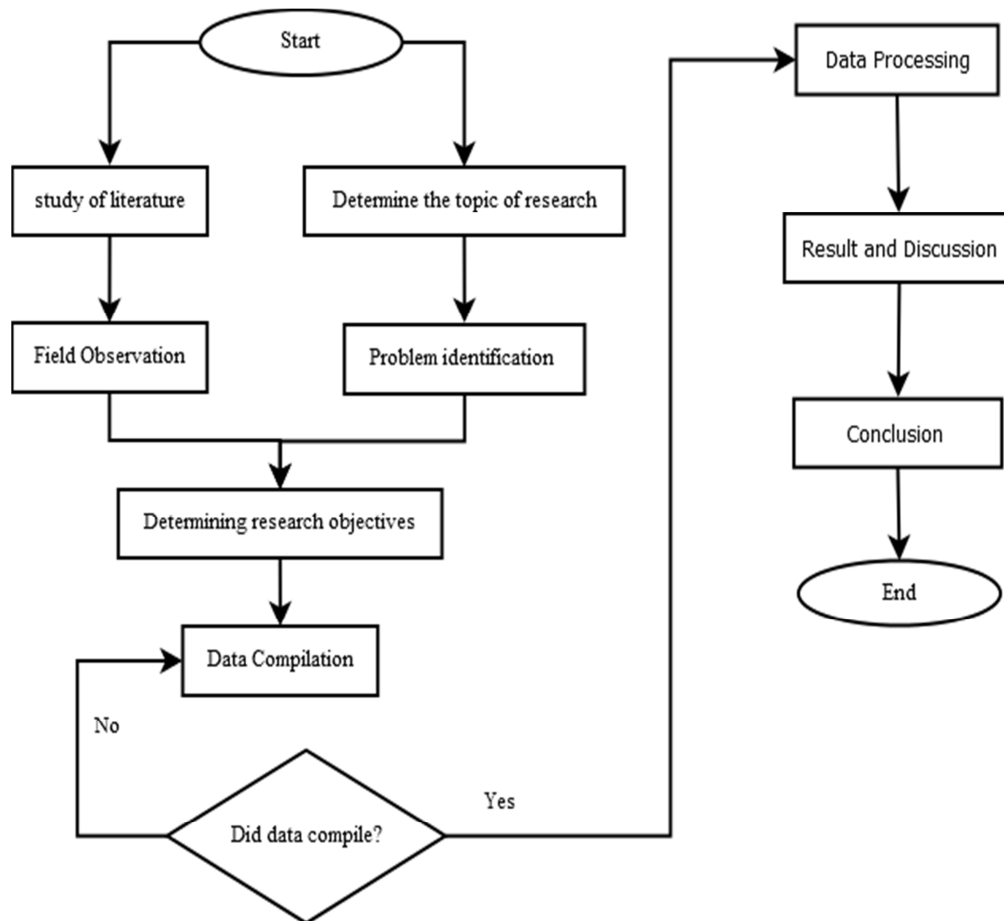 Start
study of literature
Determine the topic of research
Field Observation
Problem identification
Determining research objectives
Data Compilation
No
Did data compile?
Yes
Data Processing
Result and Discussion
Conclusion
End